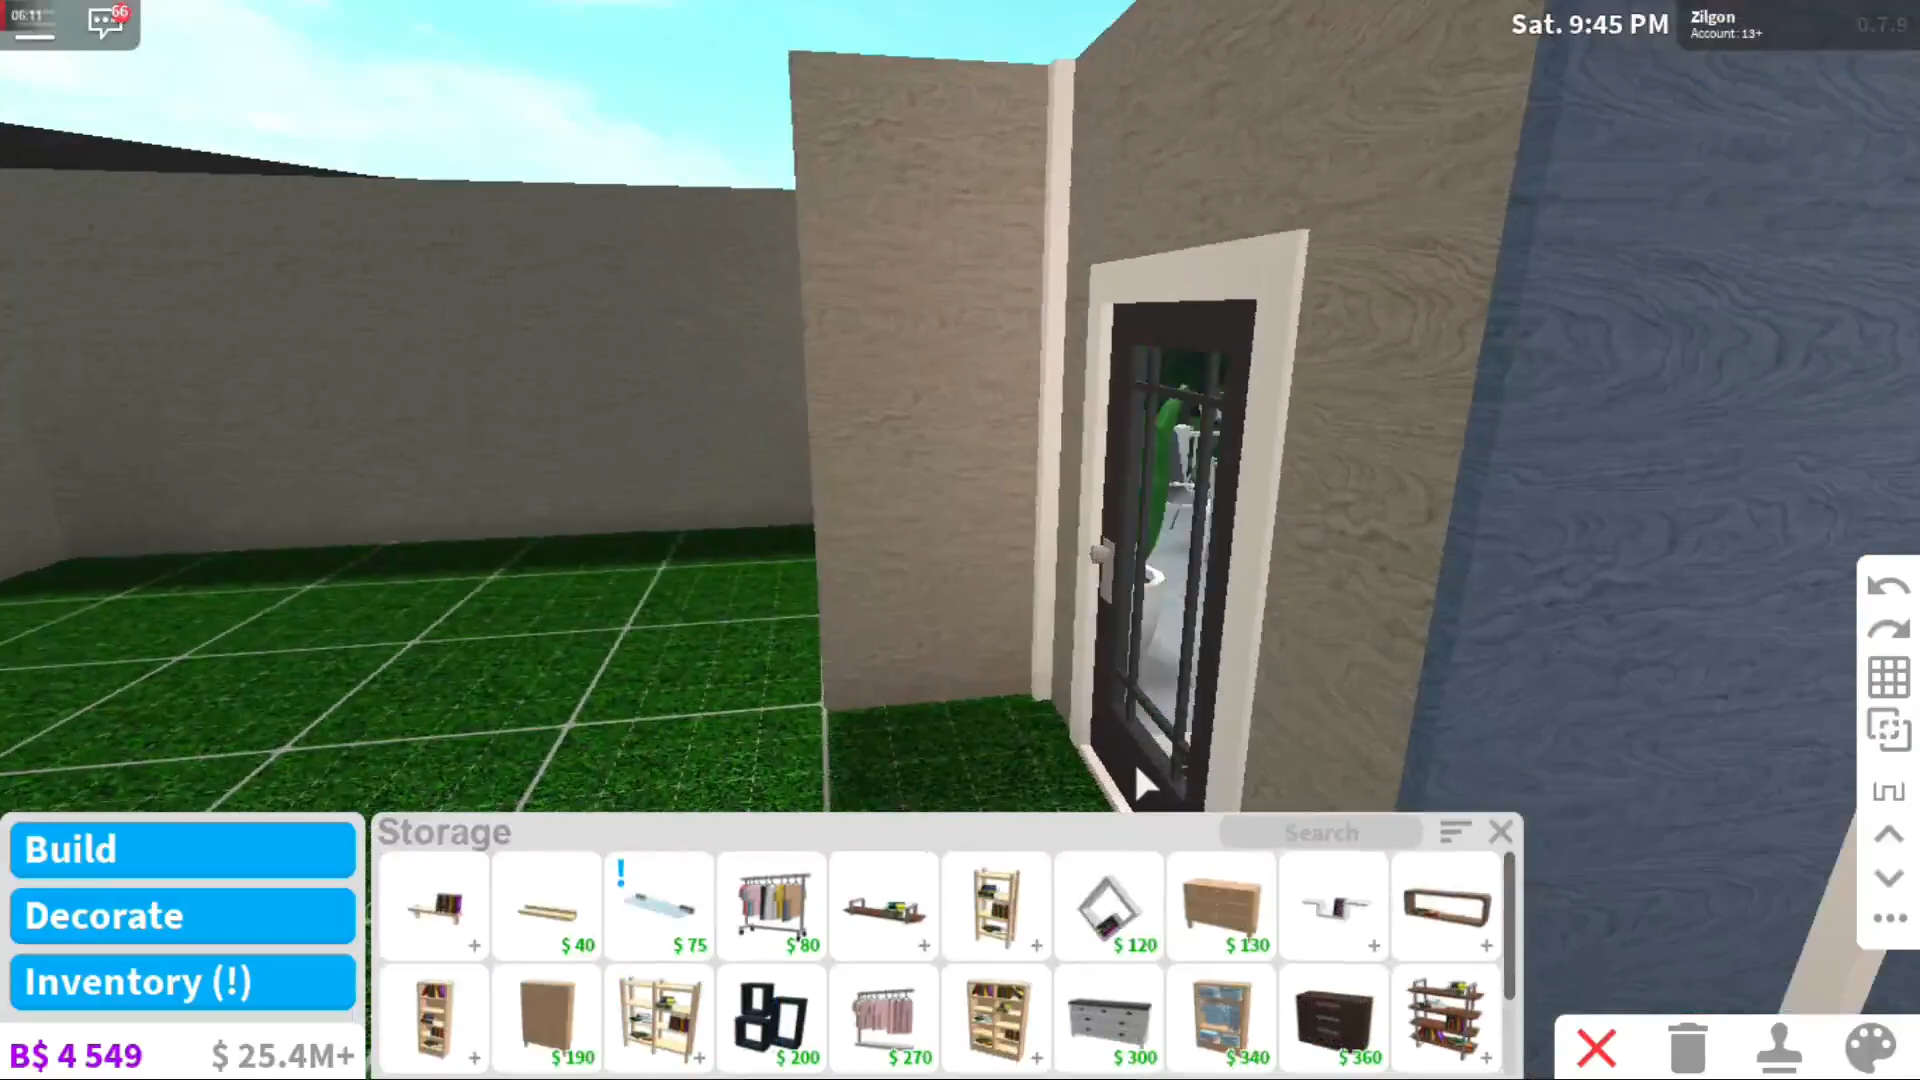 06:11
66
Sat. 9:45 PM
Zilgon
Account: 13+
0.7.9
Build
Decorate
Inventory (!)
B$ 4 549
$ 25.4M+
Storage
Search
!
+
$ 40
$ 75
$ 80
+
+
$ 120
$ 130
+
+
+
$ 190
+
$ 200
$ 270
+
$ 300
$ 340
$ 360
+